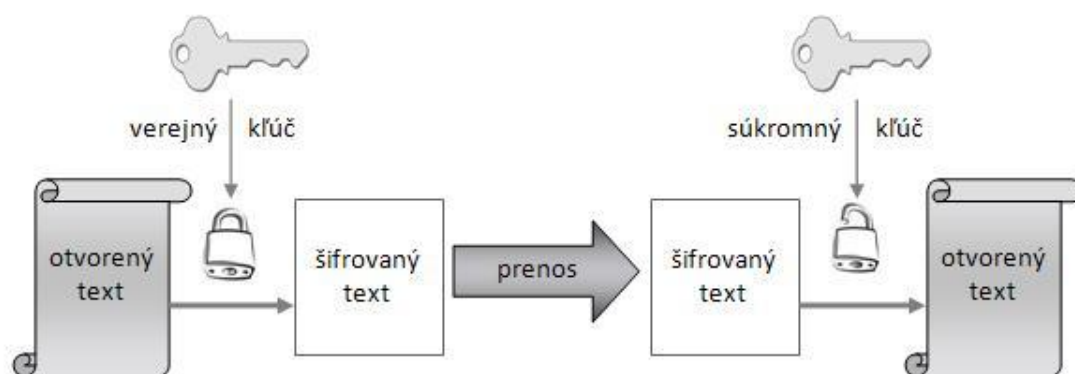 verejný kľúč
súkromný kľúč
otvorený
text
šifrovaný
text
prenos
šifrovaný
text
otvorený
text